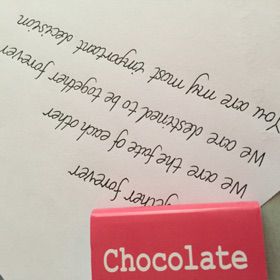 gether forever
We are the fate of each other
We are destined to be together forever
You are my most important decision
Chocolate